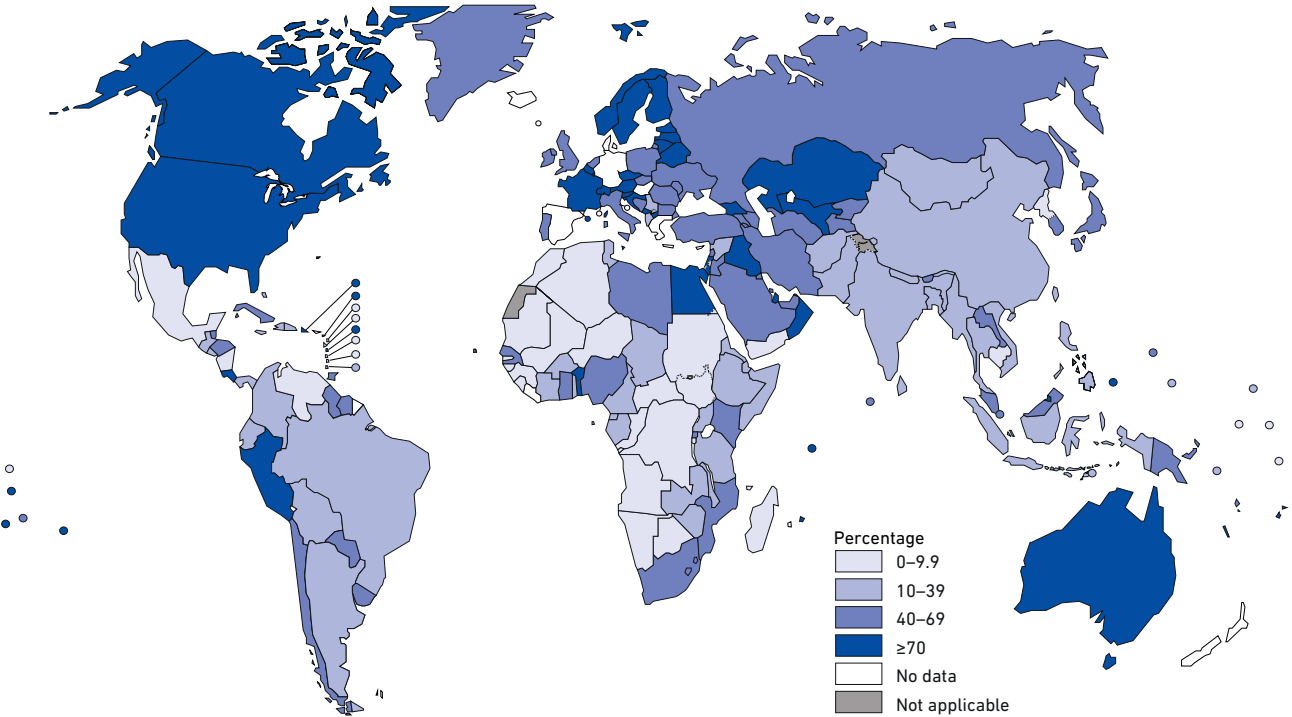 Percentage
0–9.9
10–39
40–69
≥70
No data
Not applicable